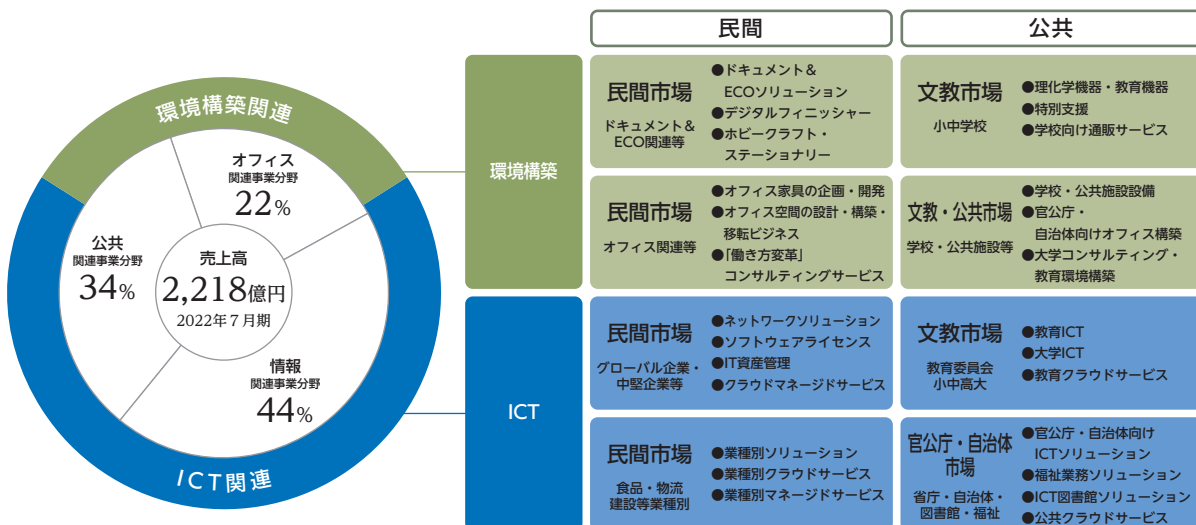 環境構築関連
オフィス
関連事業分野
22%
公共
関連事業分野
34%
売上高
2,218億円
2022年7月期
情報
関連事業分野
44%
ICT関連
環境構築
ICT
民間
公共
民間市場
ドキュメント&
ECO関連等
●ドキュメント&
ECOソリューション
●デジタルフィニッシャー
●ホビークラフト・
ステーショナリー
文教市場
小中学校
●理化学機器・教育機器
●特別支援
●学校向け通販サービス
民間市場
オフィス関連等
●オフィス家具の企画・開発
●オフィス空間の設計・構築・
移転ビジネス
●「働き方変革」
コンサルティングサービス
文教・公共市場
学校・公共施設等
●学校・公共施設設備
●官公庁・
自治体向けオフィス構築
●大学コンサルティング・
教育環境構築
民間市場
グローバル企業・
中堅企業等
●ネットワークソリューション
●ソフトウェアライセンス
●IT資産管理
●クラウドマネージドサービス
文教市場
教育委員会
小中高大
●教育ICT
●大学ICT
●教育クラウドサービス
民間市場
食品・物流
建設等業種別
●業種別ソリューション
●業種別クラウドサービス
●業種別マネージドサービス
官公庁・自治体
市場
省庁・自治体・
図書館・福祉
●官公庁・自治体向け
ICTソリューション
●福祉業務ソリューション
●ICT図書館ソリューション
●公共クラウドサービス